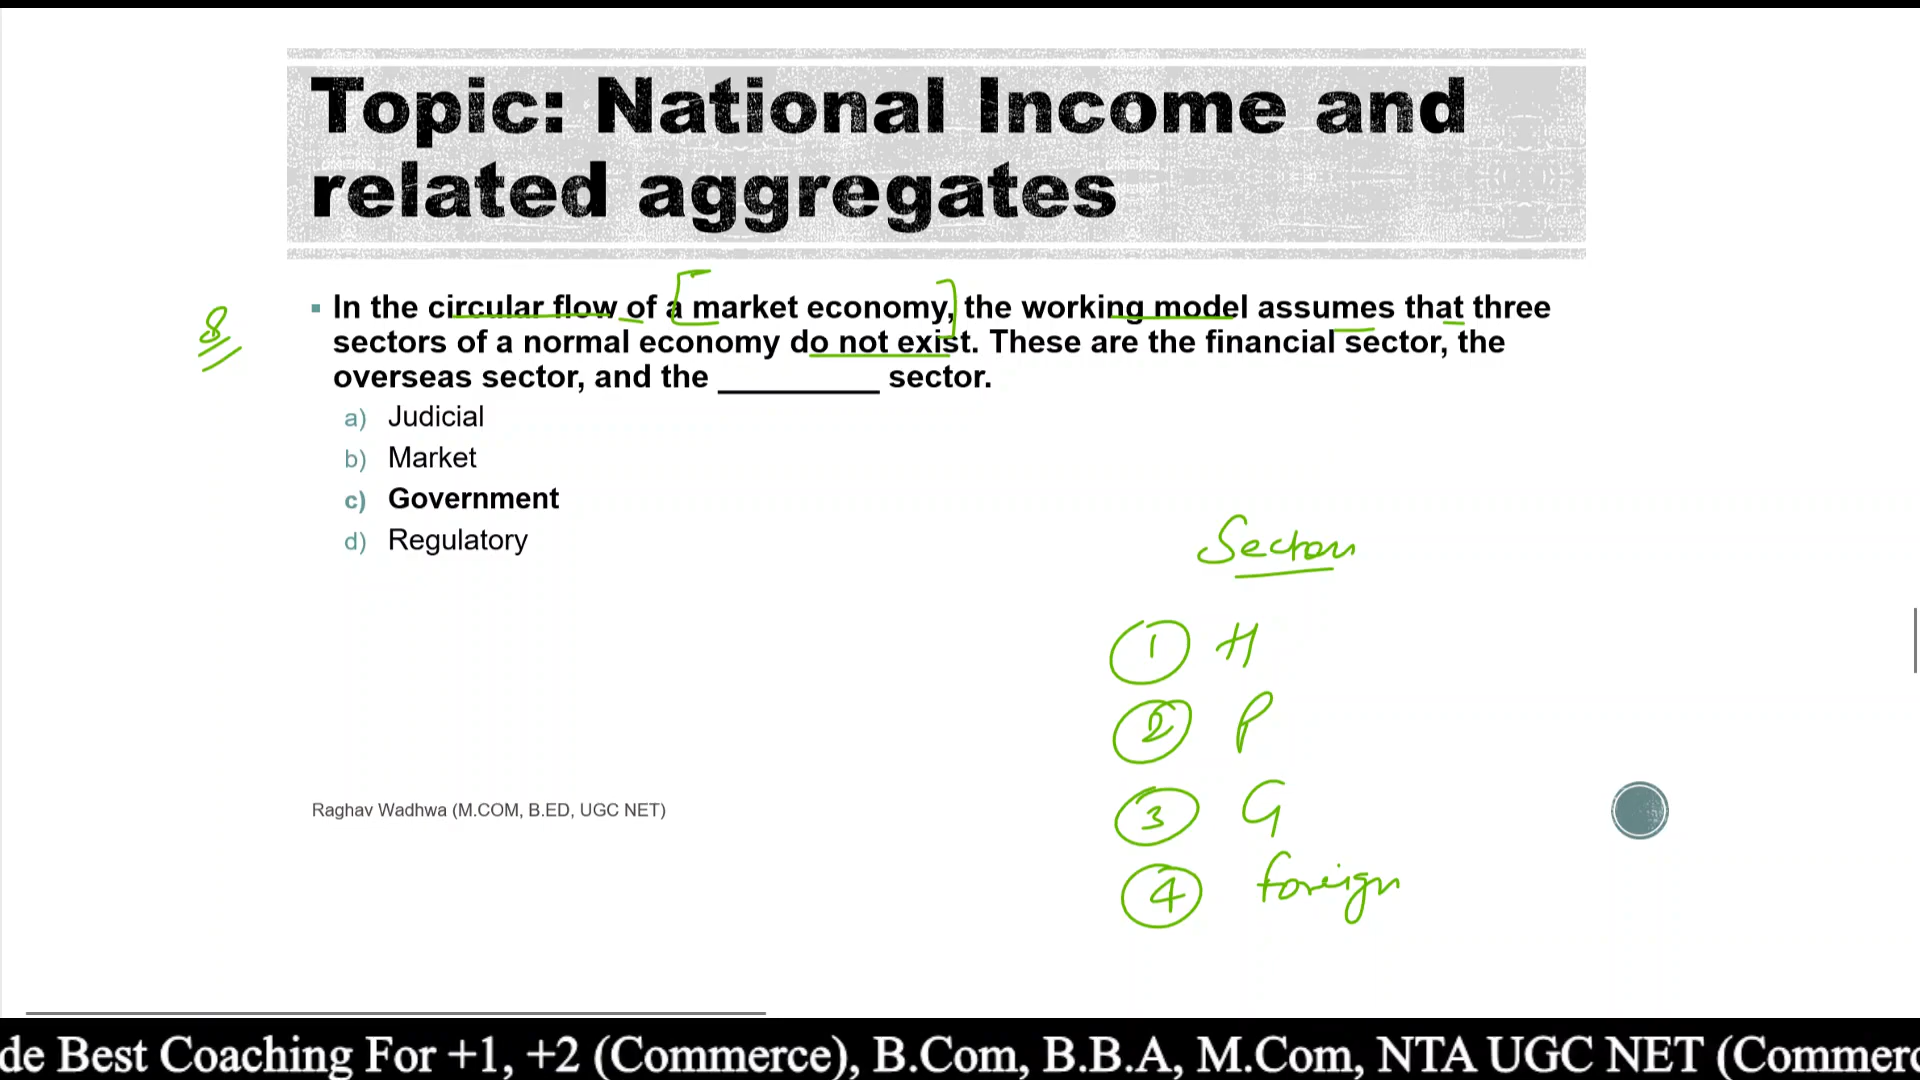 Topic: National Income and
related aggregates
8
▪ In the circular flow of a market economy, the working model assumes that three
sectors of a normal economy do not exist. These are the financial sector, the
overseas sector, and the __________ sector.
a) Judicial
b) Market
c) Government
d) Regulatory
Sectors
1 H
2 P
3 G
4 foreign
Raghav Wadhwa (M.COM, B.ED, UGC NET)
de Best Coaching For +1, +2 (Commerce), B.Com, B.B.A, M.Com, NTA UGC NET (Commerc